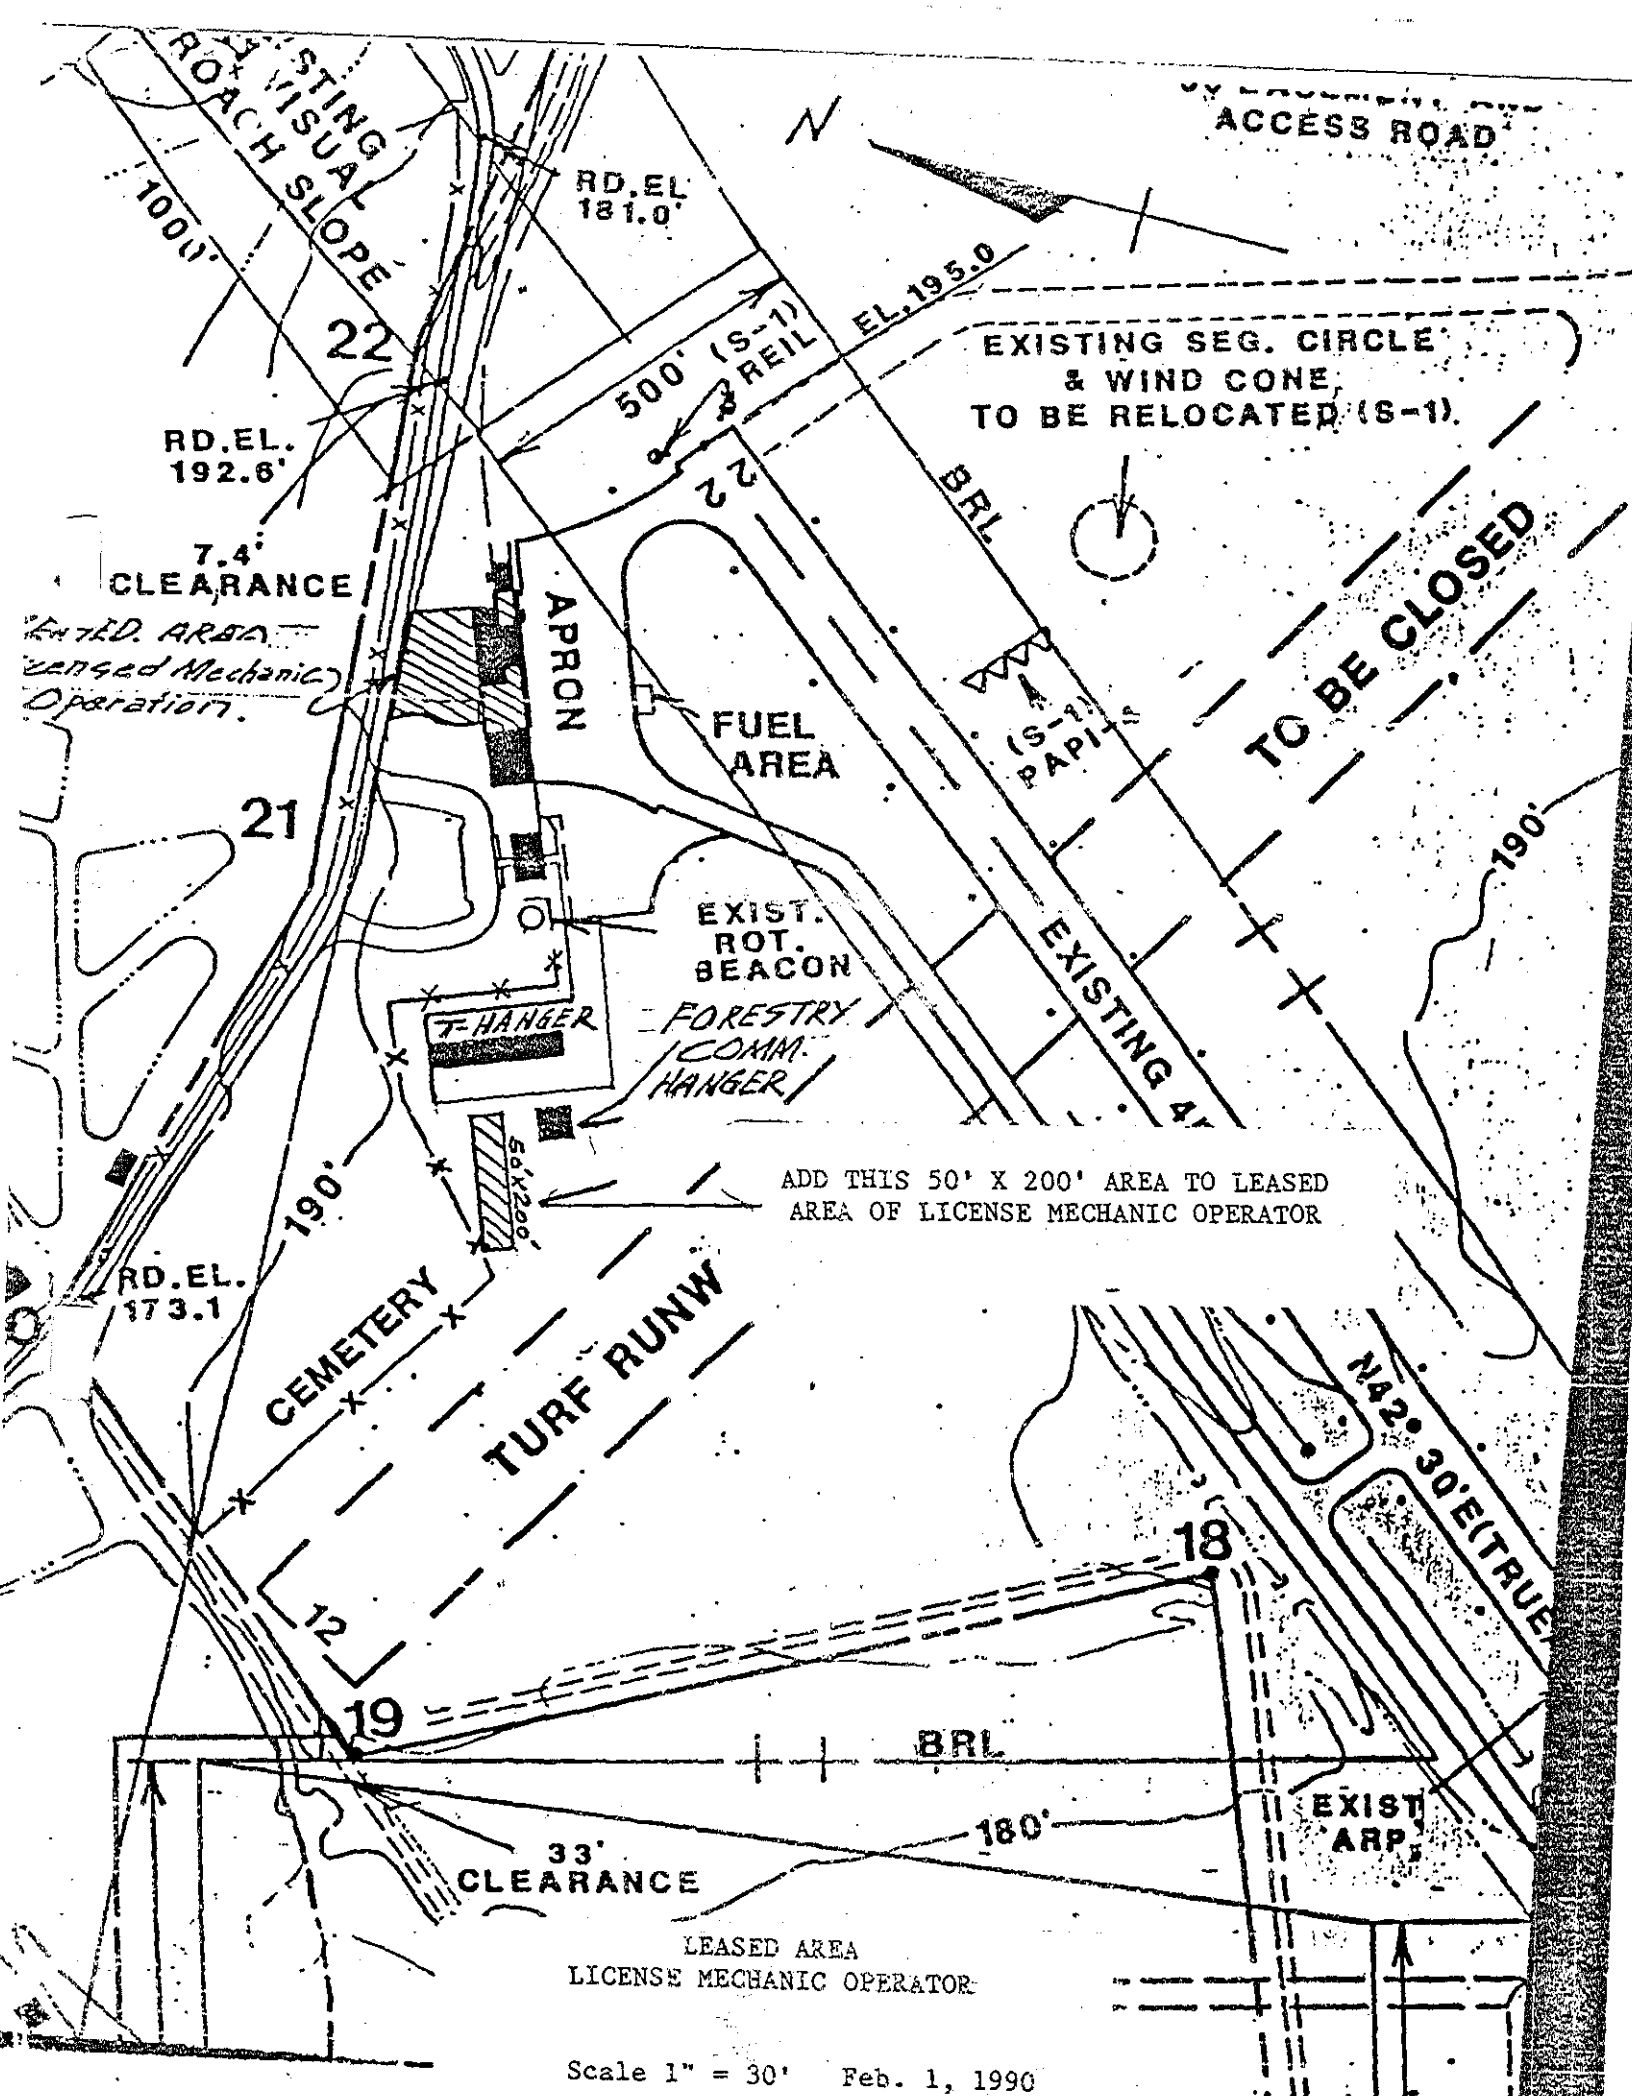 STING
VISUAL
ROACH SLOPE
1000'
ACCESS ROAD
N
RD.EL
181.0'
EL.195.0
22
500' (S-1)
REIL
EXISTING SEG. CIRCLE
& WIND CONE
TO BE RELOCATED (S-1).
RD.EL.
192.6'
22
BRL
7.4'
CLEARANCE
AREA
Mechanic
Operation.
APRON
TO BE CLOSED
FUEL
AREA
(S-1)
PAPI
21
190'
EXIST.
ROT.
BEACON
EXISTING
T-HANGER
FORESTRY
COMM.
HANGER
50'X200'
ADD THIS 50' X 200' AREA TO LEASED
AREA OF LICENSE MECHANIC OPERATOR
190'
RD.EL.
173.1
CEMETERY
TURF RUNW
N42° 30'E(TRUE
18
12
19
BRL
EXIST
ARP.
180'
33'
CLEARANCE
LEASED AREA
LICENSE MECHANIC OPERATOR
Scale 1" = 30' Feb. 1, 1990